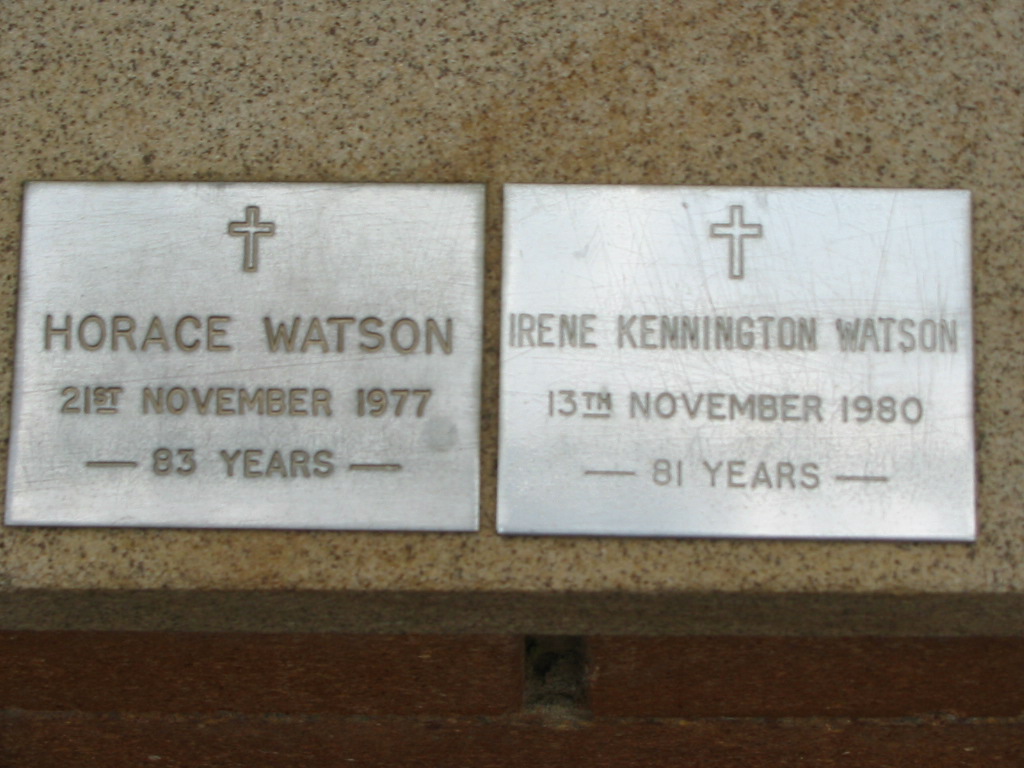 HORACE WATSON
21ST NOVEMBER 1977
— 83 YEARS —
IRENE KENNINGTON WATSON
13TH NOVEMBER 1980
— 81 YEARS —